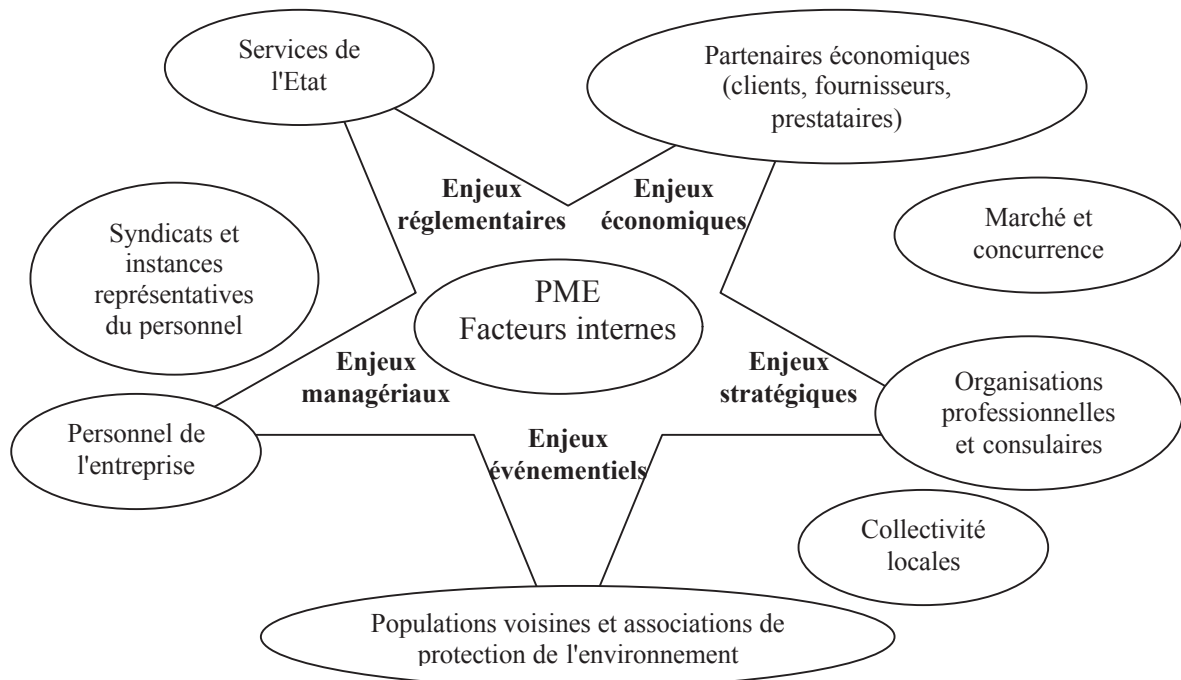 Services de
l'Etat
Partenaires économiques
(clients, fournisseurs,
prestataires)
Enjeux
réglementaires
Enjeux
économiques
Marché et
concurrence
Syndicats et
instances
représentatives
du personnel
PME
Facteurs internes
Enjeux
managériaux
Enjeux
stratégiques
Organisations
professionnelles
et consulaires
Personnel de
l'entreprise
Enjeux
événementiels
Collectivité
locales
Populations voisines et associations de
protection de l'environnement